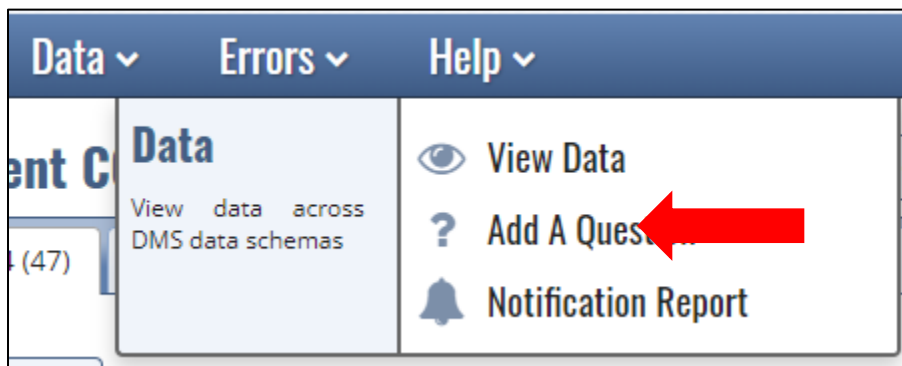 Data Errors Help
ent C
Data
View data across
DMS data schemas
(47)
View Data
? Add A Ques
Notification Report